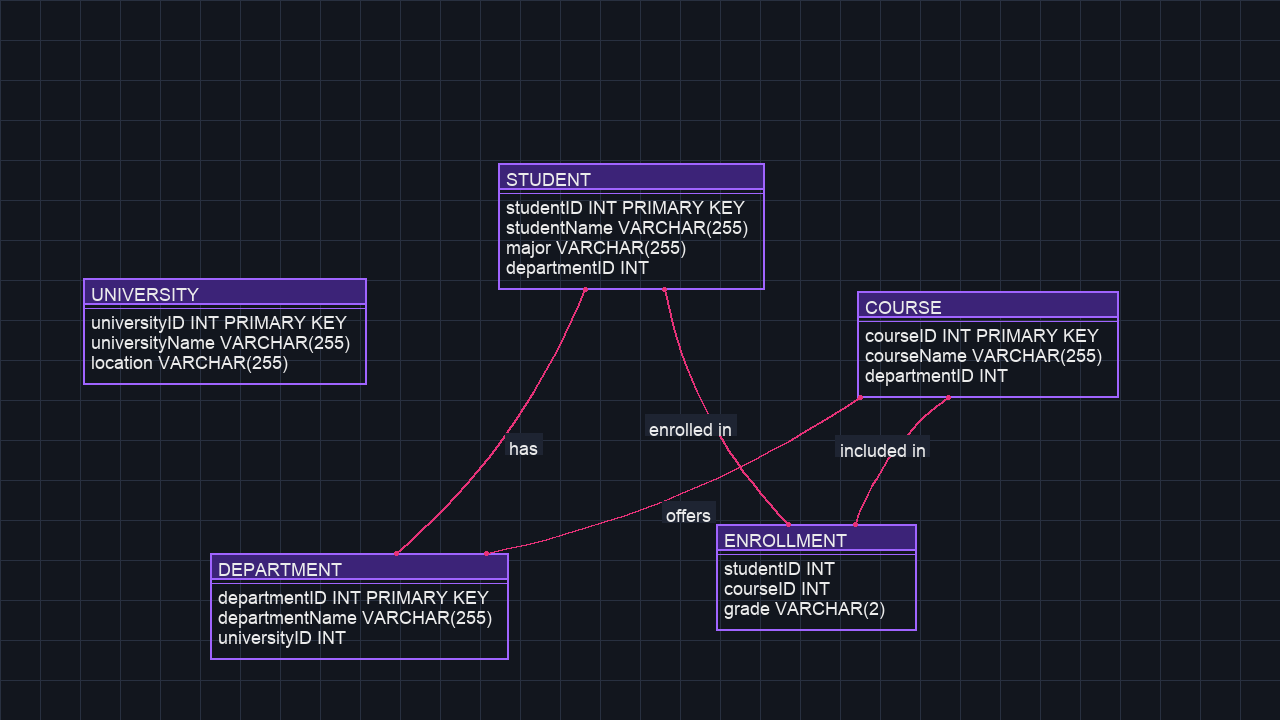 STUDENT
studentID INT PRIMARY KEY
studentName VARCHAR(255)
major VARCHAR(255)
departmentID INT
UNIVERSITY
universityID INT PRIMARY KEY
universityName VARCHAR(255)
location VARCHAR(255)
COURSE
courseID INT PRIMARY KEY
courseName VARCHAR(255)
departmentID INT
enrolled in
has
included in
offers
ENROLLMENT
studentID INT
courseID INT
grade VARCHAR(2)
DEPARTMENT
departmentID INT PRIMARY KEY
departmentName VARCHAR(255)
universityID INT